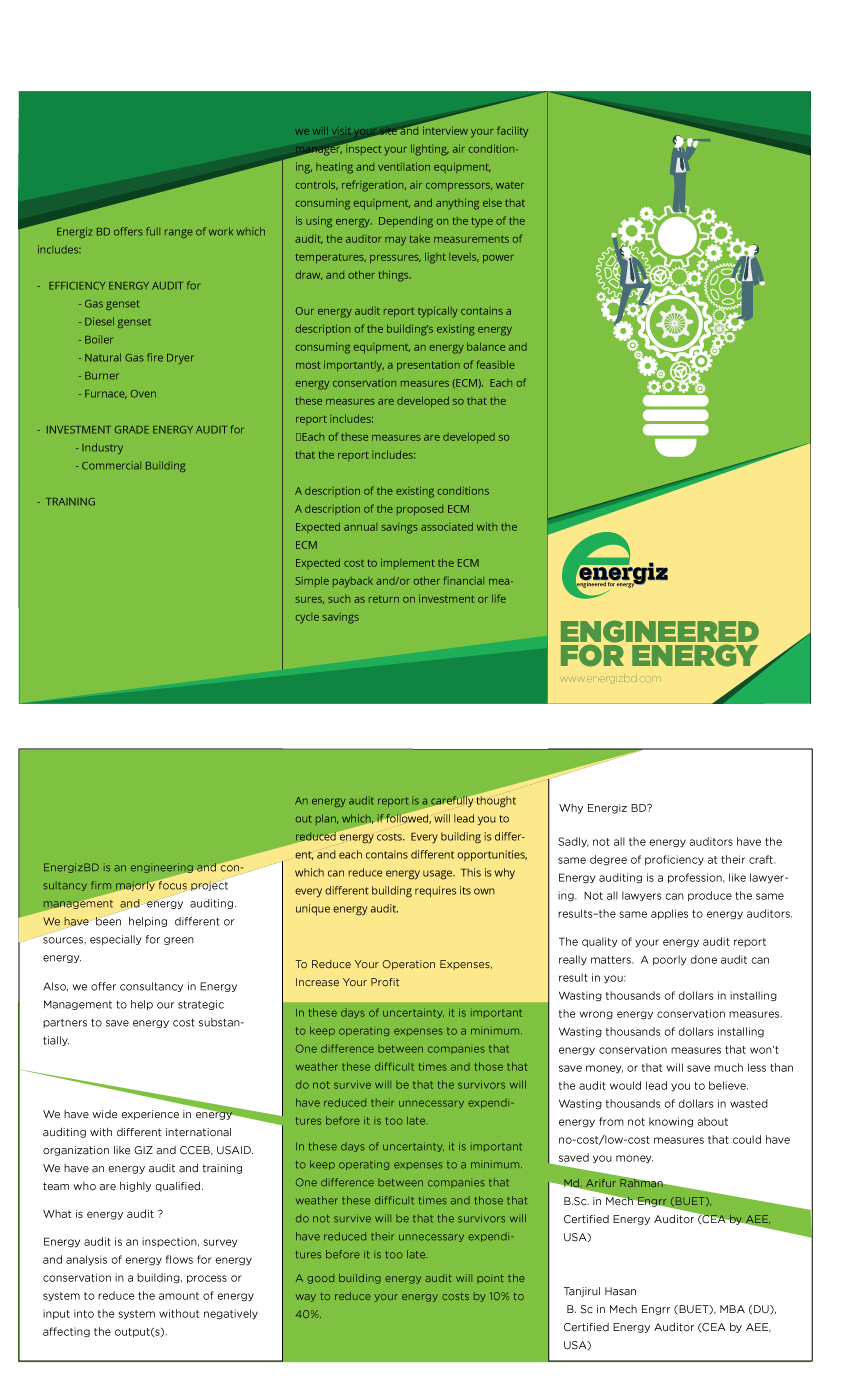 Energiz BD offers full range of work which
includes:
- EFFICIENCY ENERGY AUDIT for
- Gas genset
- Diesel genset
- Boiler
- Natural Gas fire Dryer
- Burner
- Furnace, Oven
- INVESTMENT GRADE ENERGY AUDIT for
- Industry
- Commercial Building
- TRAINING
we will visit your site and interview your facility
manager, inspect your lighting, air condition-
ing, heating and ventilation equipment,
controls, refrigeration, air compressors, water
consuming equipment, and anything else that
is using energy. Depending on the type of the
audit, the auditor may take measurements of
temperatures, pressures, light levels, power
draw, and other things.
Our energy audit report typically contains a
description of the building's existing energy
consuming equipment, an energy balance and
most importantly, a presentation of feasible
energy conservation measures (ECM). Each of
these measures are developed so that the
report includes:
Each of these measures are developed so
that the report includes:
A description of the existing conditions
A description of the proposed ECM
Expected annual savings associated with the
ECM
Expected cost to implement the ECM
Simple payback and/or other financial mea-
sures, such as return on investment or life
cycle savings
energiz
engineered for energy
ENGINEERED
FOR ENERGY
www.energizbd.com
EnergizBD is an engineering and con-
sultancy firm majorly focus project
management and energy auditing.
We have been helping different or
sources, especially for green
energy.
Also, we offer consultancy in Energy
Management to help our strategic
partners to save energy cost substan-
tially.
We have wide experience in energy
auditing with different international
organization like GIZ and CCEB, USAID.
We have an energy audit and training
team who are highly qualified.
What is energy audit ?
Energy audit is an inspection, survey
and analysis of energy flows for energy
conservation in a building, process or
system to reduce the amount of energy
input into the system without negatively
affecting the output(s).
An energy audit report is a carefully thought
out plan, which, if followed, will lead you to
reduced energy costs. Every building is differ-
ent, and each contains different opportunities,
which can reduce energy usage. This is why
every different building requires its own
unique energy audit.
To Reduce Your Operation Expenses,
Increase Your Profit
In these days of uncertainty, it is important
to keep operating expenses to a minimum.
One difference between companies that
weather these difficult times and those that
do not survive will be that the survivors will
have reduced their unnecessary expendi-
tures before it is too late.
In these days of uncertainty, it is important
to keep operating expenses to a minimum.
One difference between companies that
weather these difficult times and those that
do not survive will be that the survivors will
have reduced their unnecessary expendi-
tures before it is too late.
A good building energy audit will point the
way to reduce your energy costs by 10% to
40%.
Why Energiz BD?
Sadly, not all the energy auditors have the
same degree of proficiency at their craft.
Energy auditing is a profession, like lawyer-
ing. Not all lawyers can produce the same
results–the same applies to energy auditors.
The quality of your energy audit report
really matters. A poorly done audit can
result in you:
Wasting thousands of dollars in installing
the wrong energy conservation measures.
Wasting thousands of dollars installing
energy conservation measures that won't
save money, or that will save much less than
the audit would lead you to believe.
Wasting thousands of dollars in wasted
energy from not knowing about
no-cost/low-cost measures that could have
saved you money.
Md. Arifur Rahman
B.Sc. in Mech Engrr (BUET),
Certified Energy Auditor (CEA by AEE,
USA)
Tanjirul Hasan
B. Sc in Mech Engrr (BUET), MBA (DU),
Certified Energy Auditor (CEA by AEE,
USA)